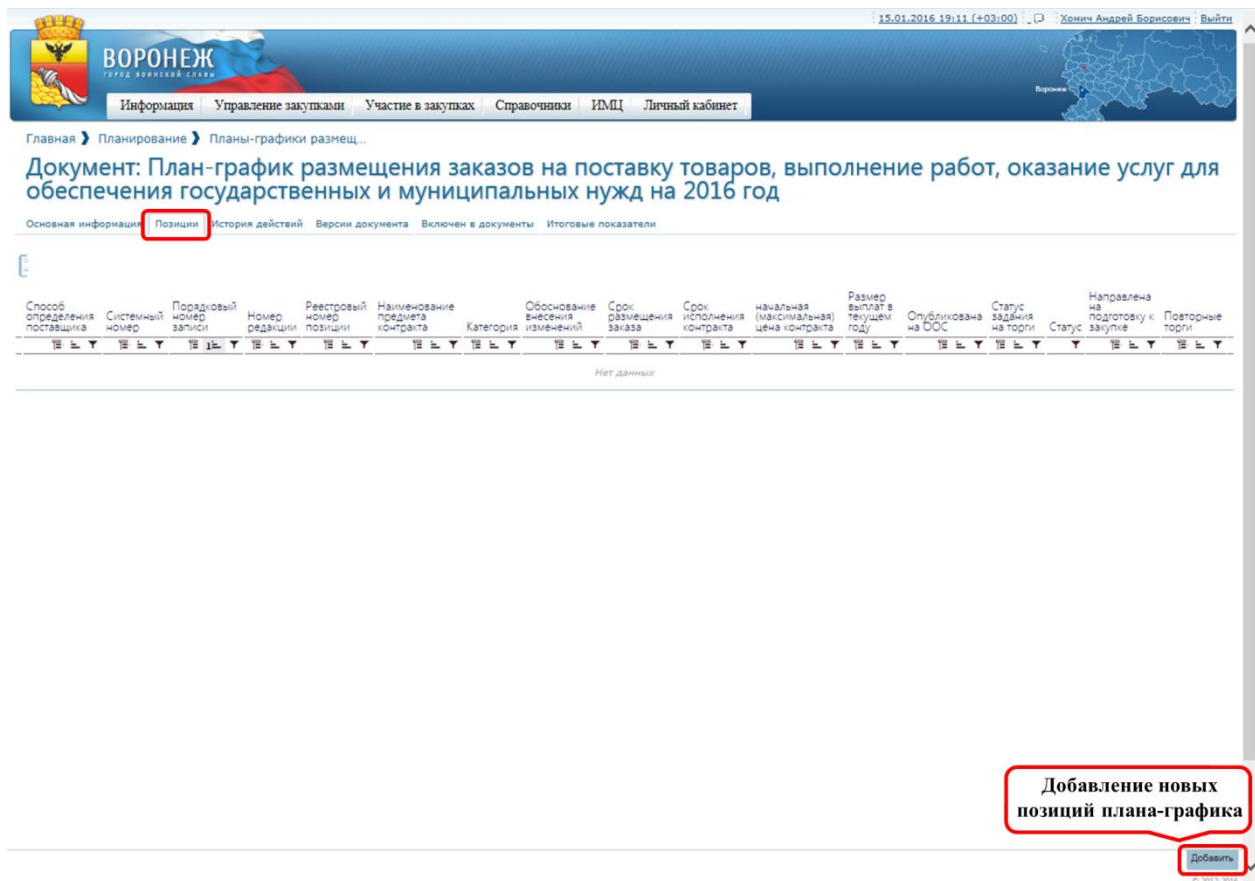 15.01.2016 19:11 (+03:00) Хомич Андрей Борисович Выйти
ВОРОНЕЖ
ГОРОД ВОИНСКОЙ СЛАВЫ
Воронеж
Информация Управление закупками Участие в закупках Справочники ИМЦ Личный кабинет
Главная ❱ Планирование ❱ Планы-графики размещ...
Документ: План-график размещения заказов на поставку товаров, выполнение работ, оказание услуг для
обеспечения государственных и муниципальных нужд на 2016 год
Основная информация Позиции История действий Версии документа Включен в документы Итоговые показатели
Способ
определения
поставщика
Системный
номер
Порядковый
номер
записи
Номер
редакции
Реестровый
номер
позиции
Наименование
предмета
контракта
Категория
Обоснование
внесения
изменений
Срок
размещения
заказа
Срок
исполнения
контракта
начальная
(максимальная)
цена контракта
Размер
выплат в
текущем
году
Опубликована
на ООС
Статус
задания
на торги
Статус
Направлена
на
подготовку к
закупке
Повторные
торги
Нет данных
Добавление новых
позиций плана-графика
Добавить
© 2012-2016